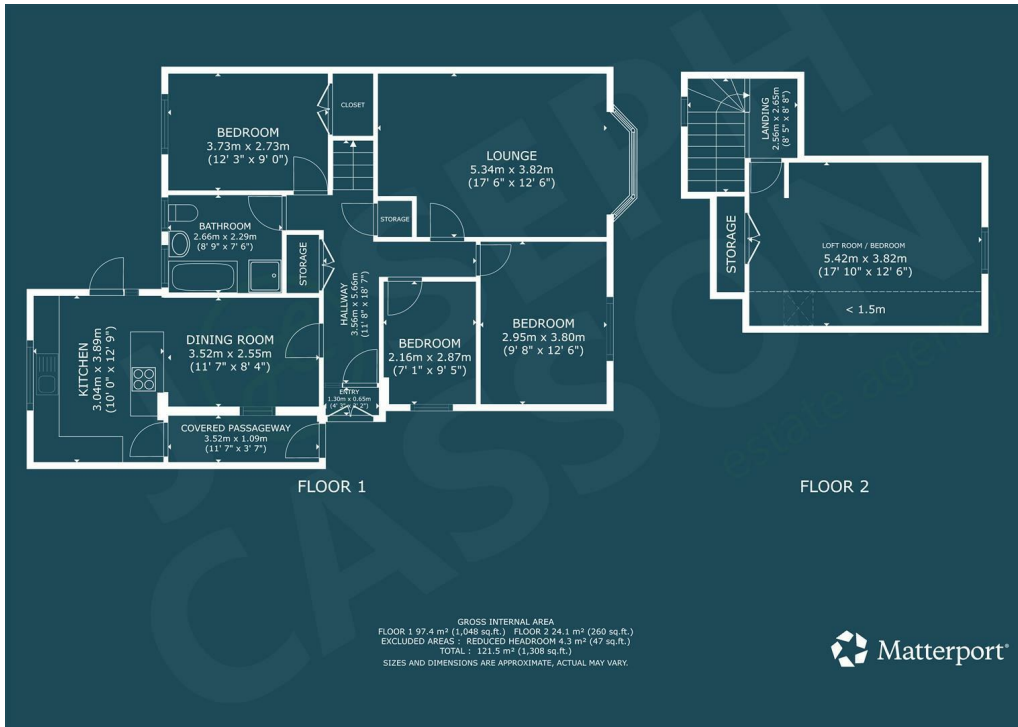 CLOSET
BEDROOM
3.73m x 2.73m
(12' 3" x 9' 0")
LOUNGE
5.34m x 3.82m
(17' 6" x 12' 6")
STORAGE
BATHROOM
2.66m x 2.29m
(8' 9" x 7' 6")
STORAGE
HALLWAY
3.56m x 5.66m
(11' 8" x 18' 7")
KITCHEN
3.04m x 3.89m
(10' 0" x 12' 9")
DINING ROOM
3.52m x 2.55m
(11' 7" x 8' 4")
BEDROOM
2.16m x 2.87m
(7' 1" x 9' 5")
BEDROOM
2.95m x 3.80m
(9' 8" x 12' 6")
ENTRY
1.30m x 0.65m
(4' 3" x 2' 2")
COVERED PASSAGEWAY
3.52m x 1.09m
(11' 7" x 3' 7")
FLOOR 1
LANDING
2.56m x 2.65m
(8' 5" x 8' 8")
STORAGE
LOFT ROOM / BEDROOM
5.42m x 3.82m
(17' 10" x 12' 6")
< 1.5m
FLOOR 2
JOSEPH
CASSON
GROSS INTERNAL AREA
FLOOR 1 97.4 m² (1,048 sq.ft.) FLOOR 2 24.1 m² (260 sq.ft.)
EXCLUDED AREAS : REDUCED HEADROOM 4.3 m² (47 sq.ft.)
TOTAL : 121.5 m² (1,308 sq.ft.)
SIZES AND DIMENSIONS ARE APPROXIMATE, ACTUAL MAY VARY.
Matterport®